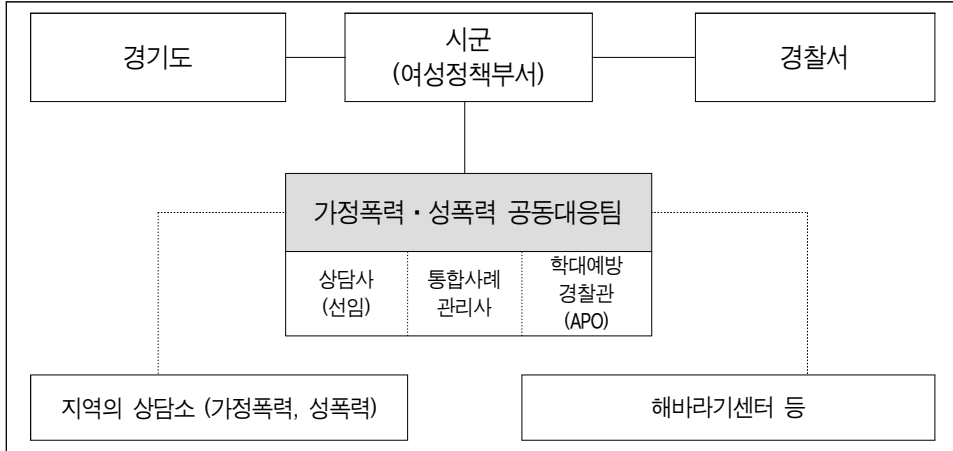 경기도
시군
(여성정책부서)
경찰서
가정폭력・성폭력 공동대응팀
상담사
(선임)
통합사례
관리사
학대예방
경찰관
(APO)
지역의 상담소 (가정폭력, 성폭력)
해바라기센터 등